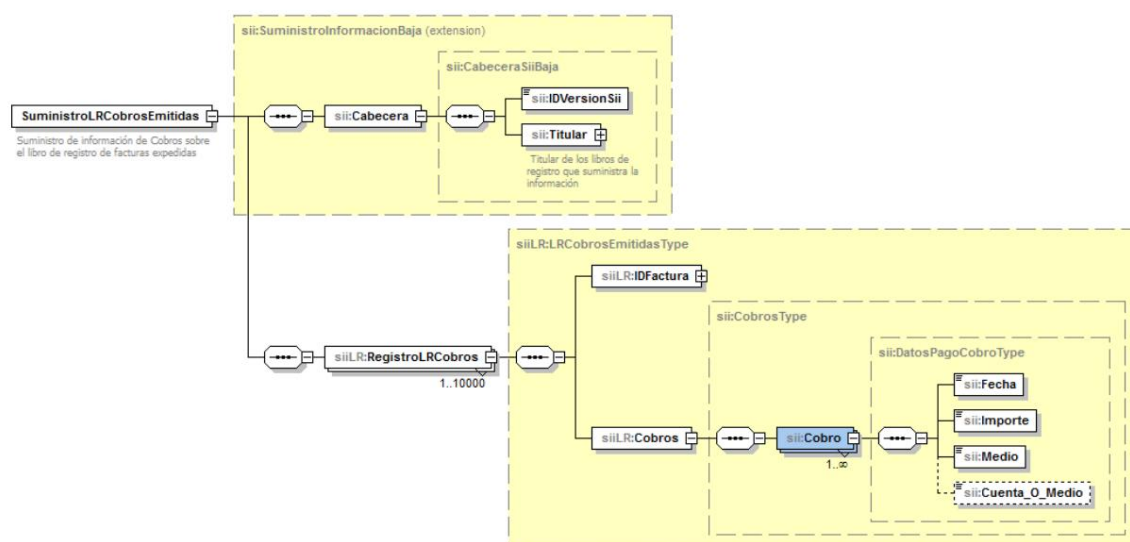 sii:SuministroInformacionBaja (extension)
sii:CabeceraSiiBaja
sii:IDVersionSii
SuministroLRCobrosEmitidas
sii:Cabecera
Suministro de información de Cobros sobre
el libro de registro de facturas expedidas
sii:Titular
Titular de los libros de
registro que suministra la
información
siiLR:LRCobrosEmitidasType
siiLR:IDFactura
sii:CobrosType
sii:DatosPagoCobroType
siiLR:RegistroLRCobros
1..10000
sii:Fecha
sii:Importe
siiLR:Cobros
sii:Cobro
1..∞
sii:Medio
sii:Cuenta_O_Medio